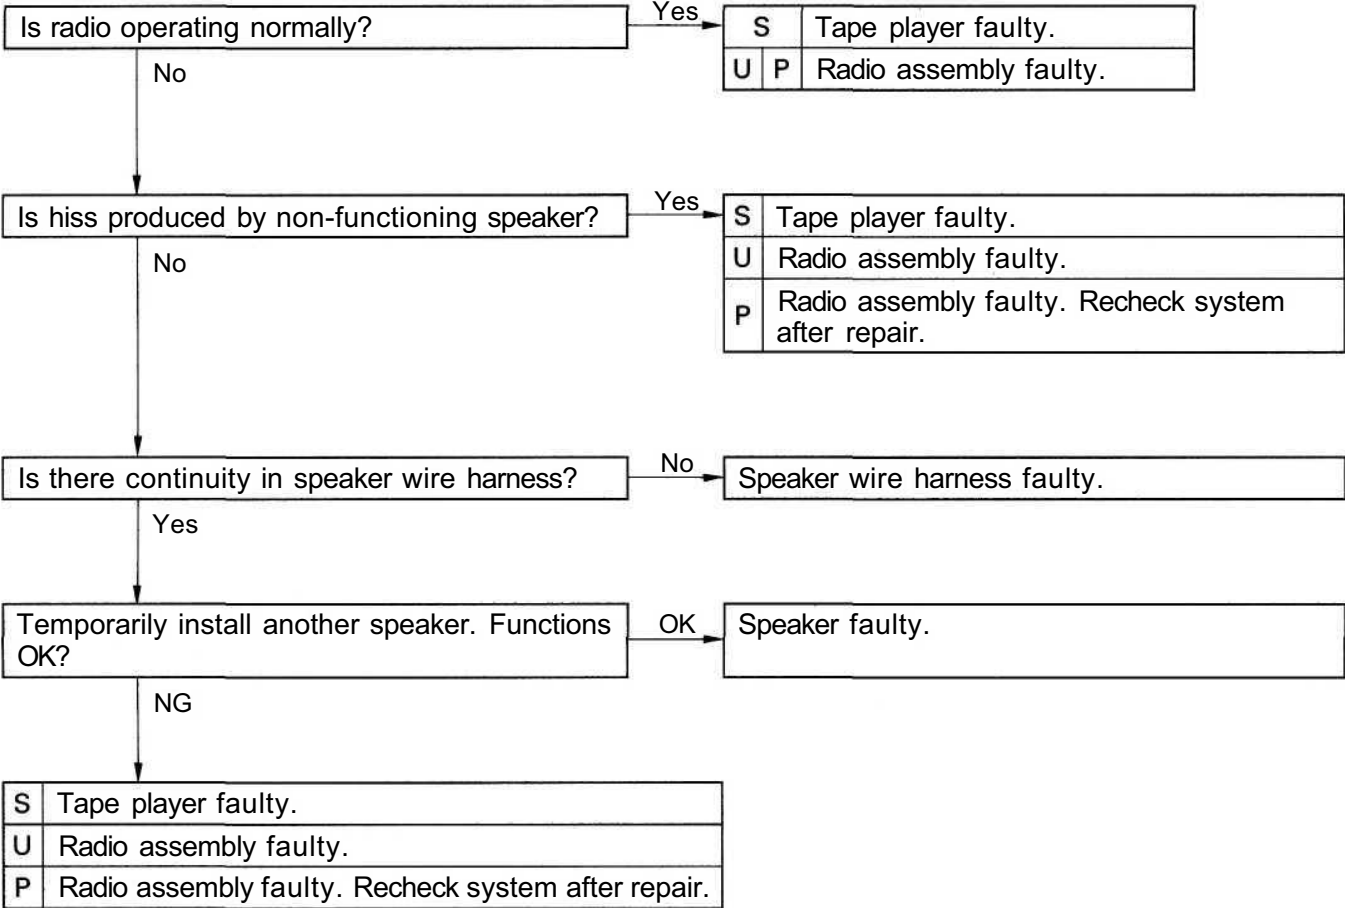 Is radio operating normally?
Yes
S Tape player faulty.
U P Radio assembly faulty.
No
Is hiss produced by non-functioning speaker?
Yes
S Tape player faulty.
U Radio assembly faulty.
P Radio assembly faulty. Recheck system
after repair.
No
Is there continuity in speaker wire harness?
No
Speaker wire harness faulty.
Yes
Temporarily install another speaker. Functions
OK?
OK
Speaker faulty.
NG
S Tape player faulty.
U Radio assembly faulty.
P Radio assembly faulty. Recheck system after repair.